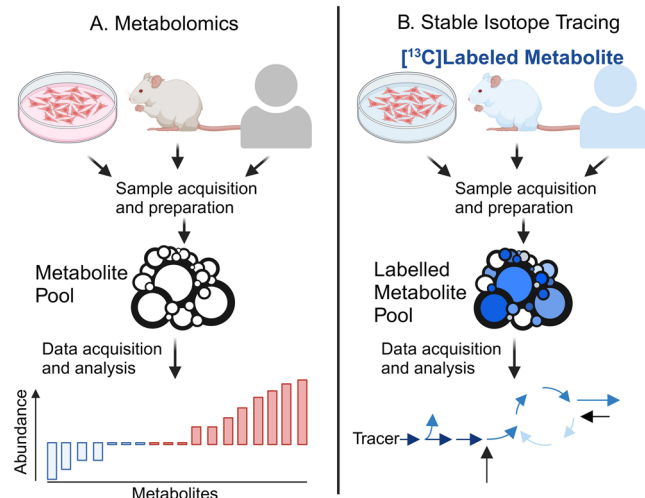 A. Metabolomics
Sample acquisition
and preparation
Metabolite
Pool
Data acquisition
and analysis
Abundance
Metabolites
B. Stable Isotope Tracing
[¹³C]Labeled Metabolite
Sample acquisition
and preparation
Labelled
Metabolite
Pool
Data acquisition
and analysis
Tracer